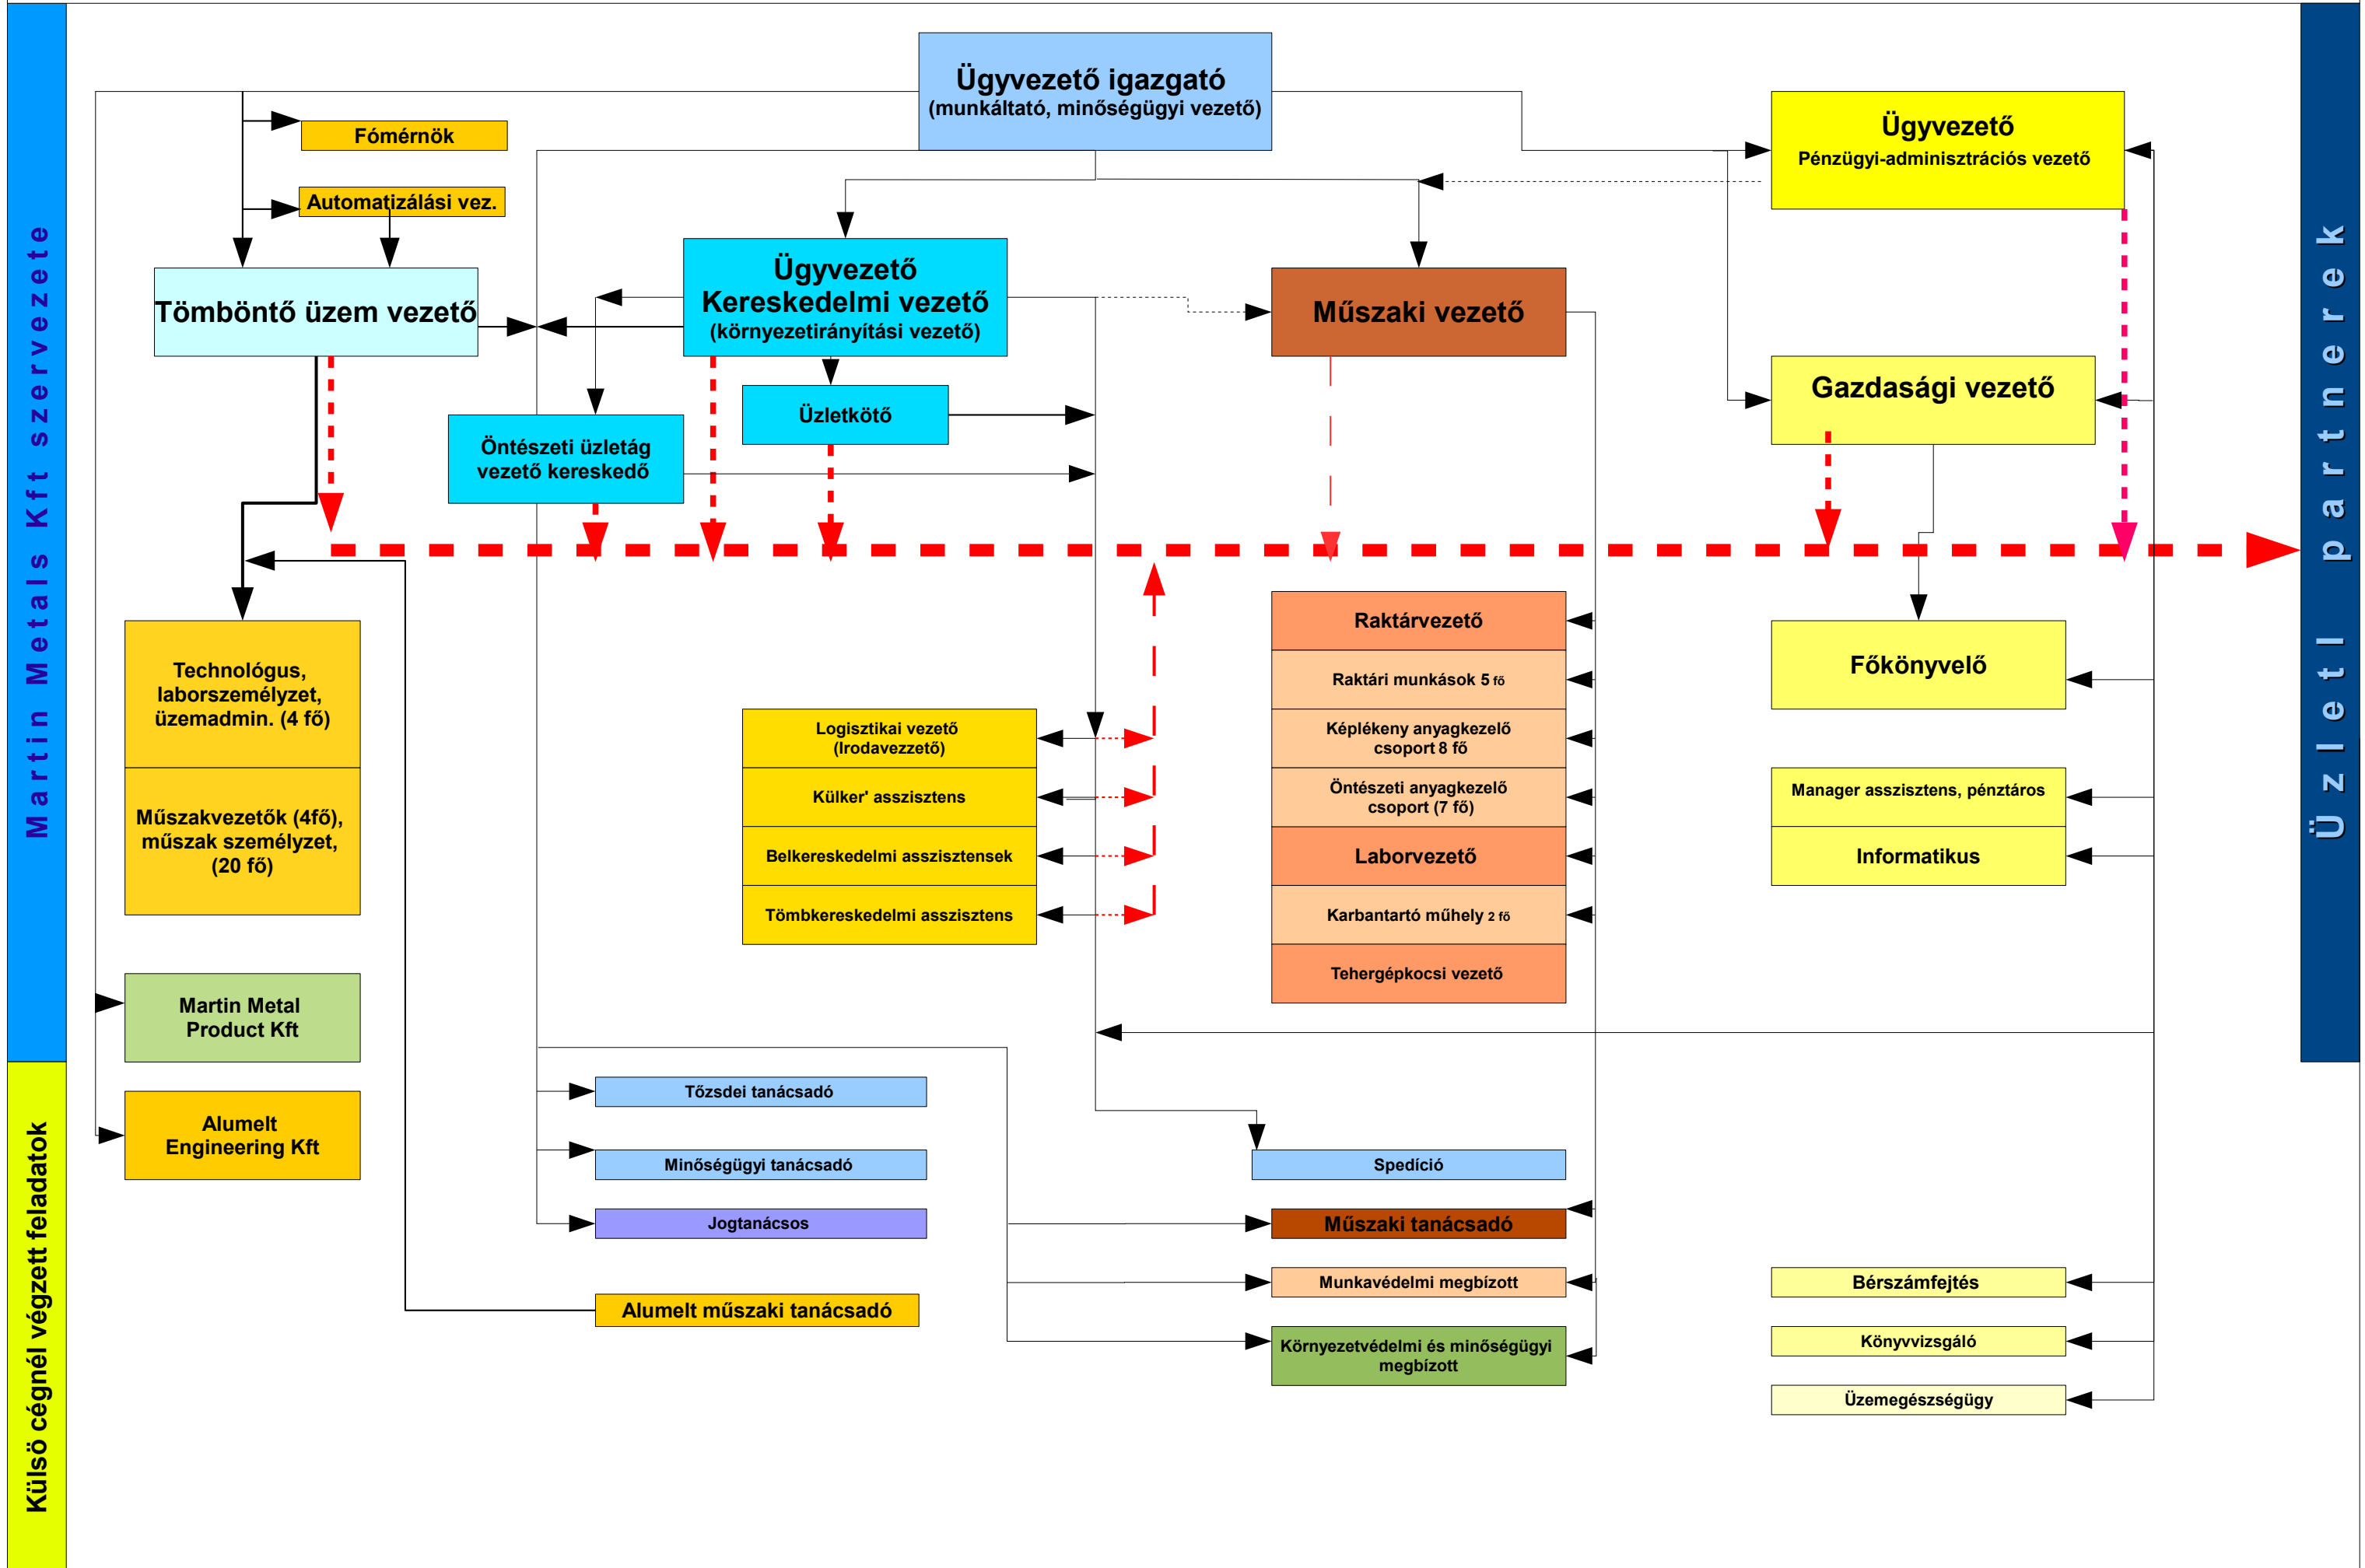 Martin Metals Kft szervezete
Külsö cégnél végzett feladatok
ÜzletI partnerek
Ügyvezető igazgató
(munkáltató, minőségügyi vezető)
Ügyvezető
Pénzügyi-adminisztrációs vezető
Fómérnök
Automatizálási vez.
Tömböntő üzem vezető
Ügyvezető
Kereskedelmi vezető
(környezetirányítási vezető)
Műszaki vezető
Gazdasági vezető
Üzletkötő
Öntészeti üzletág
vezető kereskedő
Technológus,
laborszemélyzet,
üzemadmin. (4 fő)
Műszakvezetők (4fő),
műszak személyzet,
(20 fő)
Logisztikai vezető
(Irodavezzető)
Külker' asszisztens
Belkereskedelmi asszisztensek
Tömbkereskedelmi asszisztens
Raktárvezető
Raktári munkások 5 fő
Képlékeny anyagkezelő
csoport 8 fő
Öntészeti anyagkezelő
csoport (7 fő)
Laborvezető
Karbantartó műhely 2 fő
Tehergépkocsi vezető
Főkönyvelő
Manager asszisztens, pénztáros
Informatikus
Martin Metal
Product Kft
Alumelt
Engineering Kft
Tőzsdei tanácsadó
Minőségügyi tanácsadó
Jogtanácsos
Alumelt műszaki tanácsadó
Spedíció
Műszaki tanácsadó
Munkavédelmi megbízott
Környezetvédelmi és minőségügyi
megbízott
Bérszámfejtés
Könyvvizsgáló
Üzemegészségügy